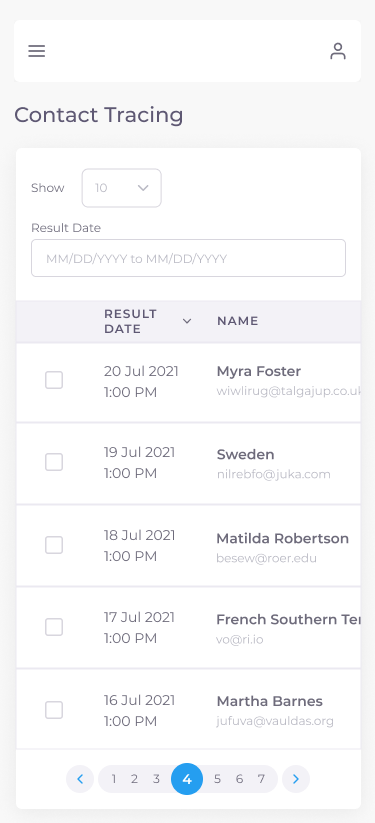 Contact Tracing
Show 10
Result Date
MM/DD/YYYY to MM/DD/YYYY
RESULT DATE NAME
20 Jul 2021 Myra Foster
1:00 PM wiwlirug@talgajup.co.uk
19 Jul 2021 Sweden
1:00 PM nilrebfo@juka.com
18 Jul 2021 Matilda Robertson
1:00 PM besew@roer.edu
17 Jul 2021 French Southern
1:00 PM vo@ri.io
16 Jul 2021 Martha Barnes
1:00 PM jufuva@vauldas.org
1 2 3 4 5 6 7